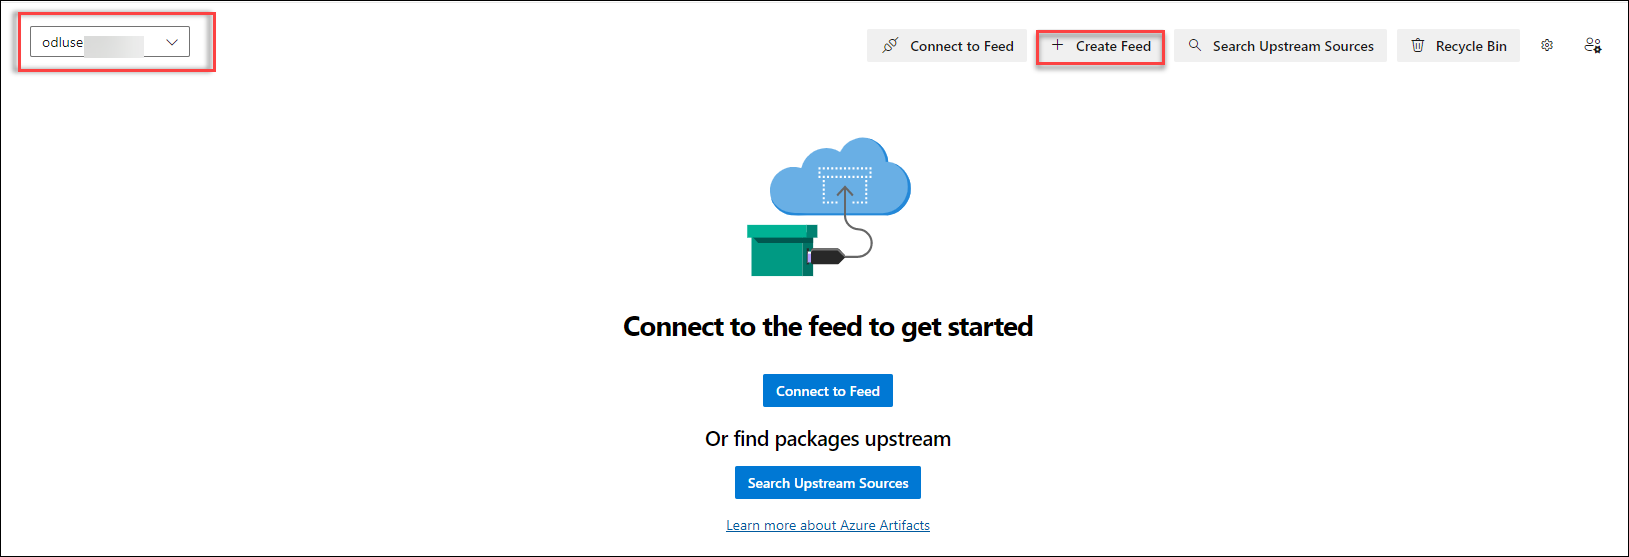 odluse
Connect to Feed
Create Feed
Search Upstream Sources
Recycle Bin
Connect to the feed to get started
Connect to Feed
Or find packages upstream
Search Upstream Sources
Learn more about Azure Artifacts